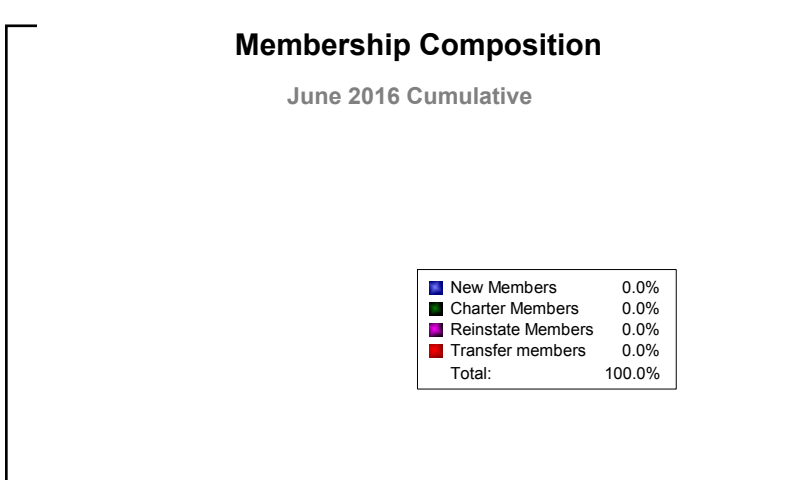 Membership Composition
June 2016 Cumulative
New Members 0.0%
Charter Members 0.0%
Reinstate Members 0.0%
Transfer members 0.0%
Total: 100.0%